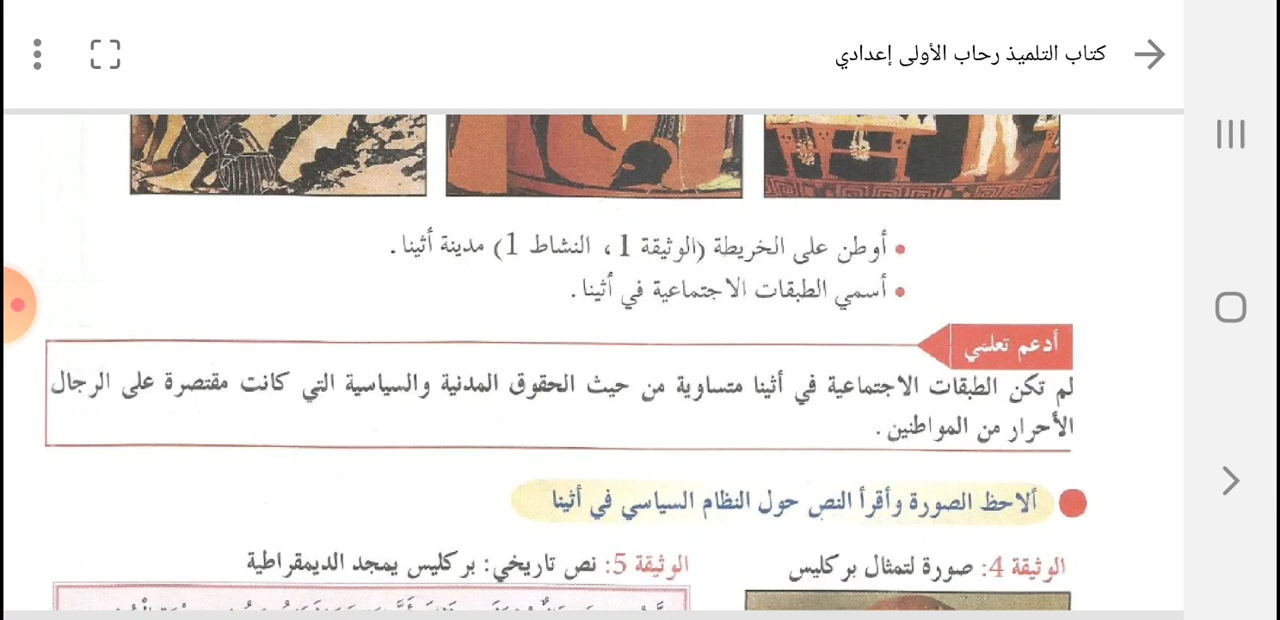 كتاب التلميذ رحاب الأولى إعدادي
• أوطن على الخريطة (الوثيقة 1، النشاط 1) مدينة أثينا.
• أسمي الطبقات الاجتماعية في أثينا.
أدعم تعلمي
لم تكن الطبقات الاجتماعية في أثينا متساوية من حيث الحقوق المدنية والسياسية التي كانت مقتصرة على الرجال
الأحرار من المواطنين.
ألاحظ الصورة وأقرأ النص حول النظام السياسي في أثينا
الوثيقة 4: صورة لتمثال بركليس
الوثيقة 5: نص تاريخي: بركليس يمجد الديمقراطية